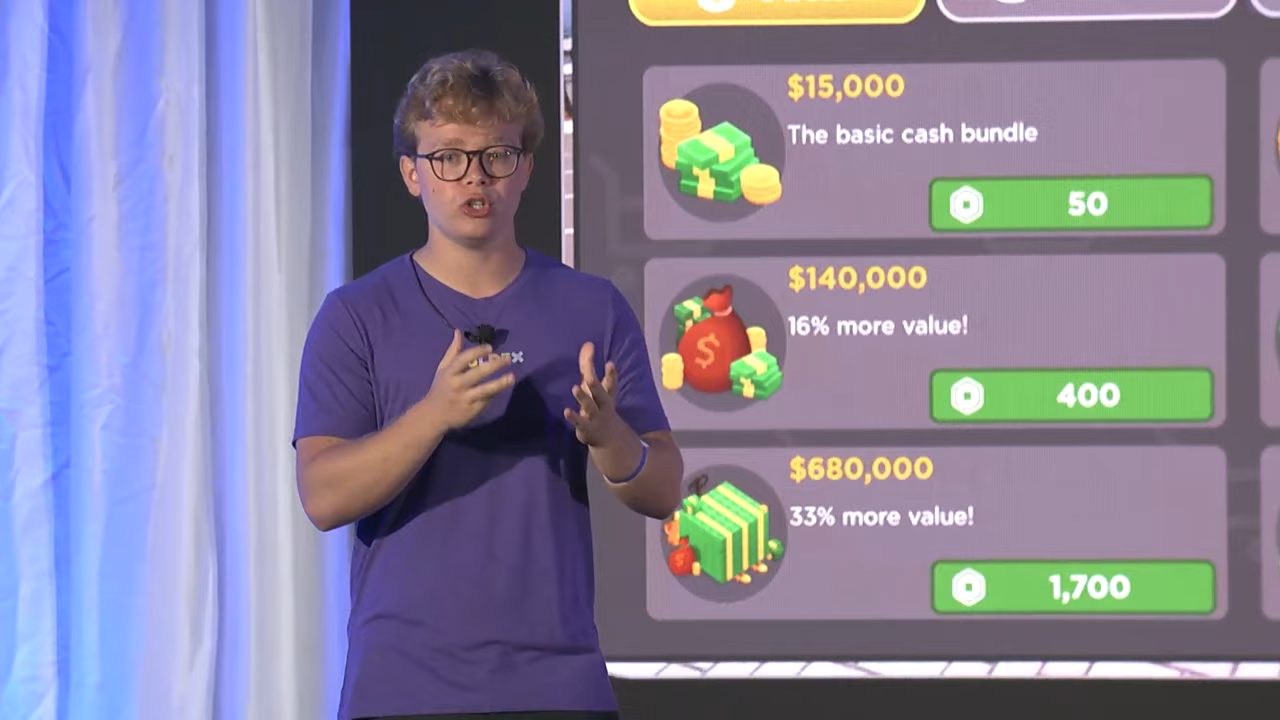 $15,000
The basic cash bundle
50
$140,000
16% more value!
400
$680,000
33% more value!
1,700